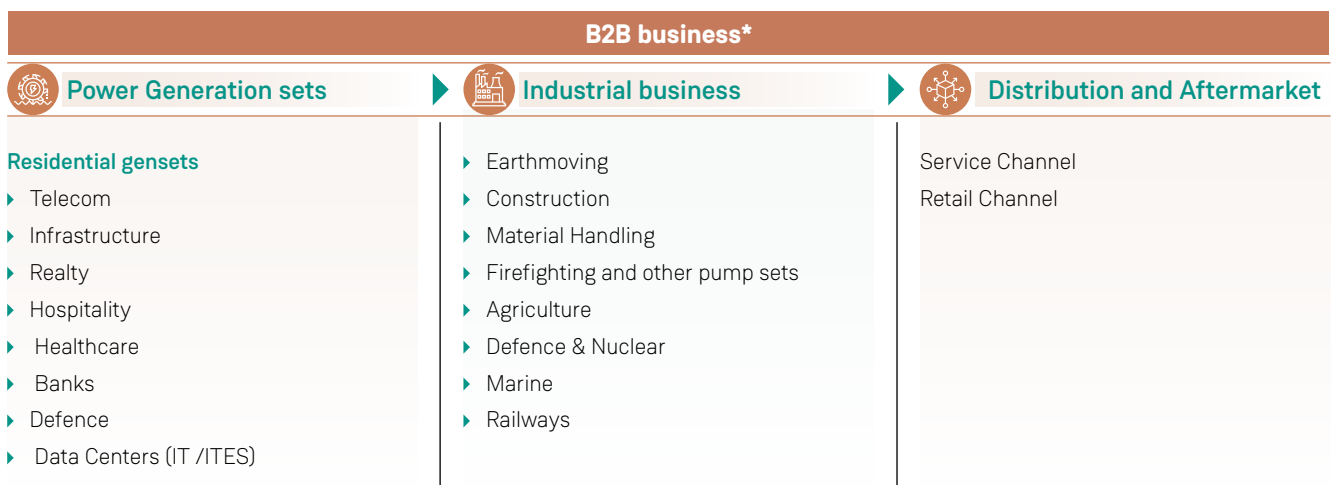 B2B business*
Power Generation sets
Residential gensets
Telecom
Infrastructure
Realty
Hospitality
Healthcare
Banks
Defence
Data Centers (IT /ITES)
Industrial business
Earthmoving
Construction
Material Handling
Firefighting and other pump sets
Agriculture
Defence & Nuclear
Marine
Railways
Distribution and Aftermarket
Service Channel
Retail Channel